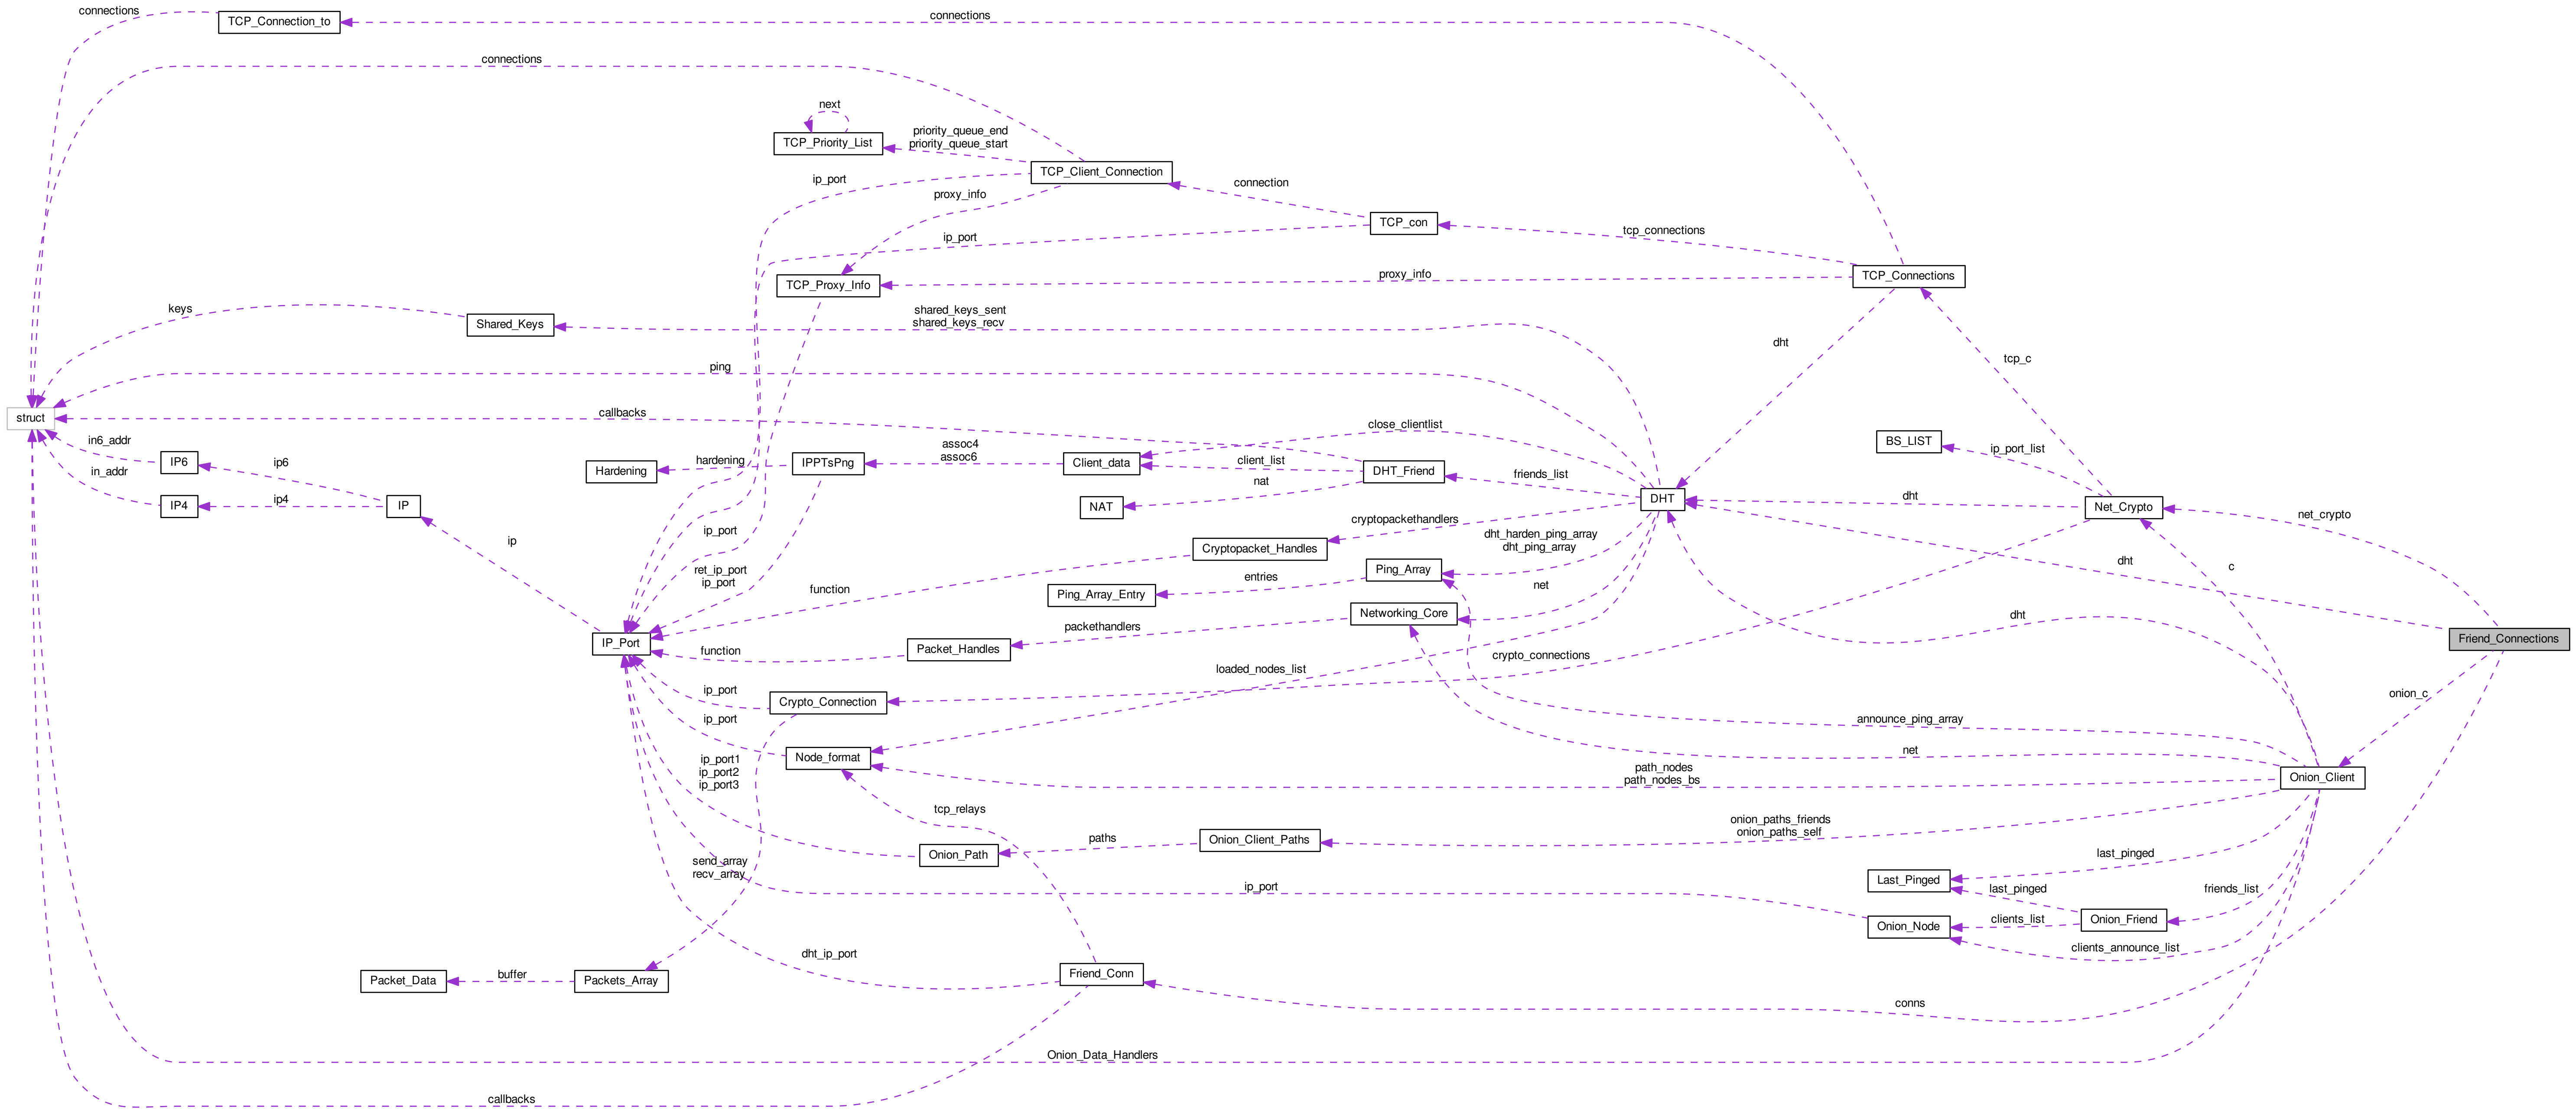 connections
TCP_Connection_to
connections
connections
next
TCP_Priority_List
priority_queue_end
priority_queue_start
TCP_Client_Connection
ip_port
connection
proxy_info
TCP_con
ip_port
tcp_connections
TCP_Proxy_Info
proxy_info
TCP_Connections
keys
Shared_Keys
shared_keys_sent
shared_keys_recv
dht
tcp_c
ping
struct
callbacks
close_clientlist
in6_addr
IP6
ip6
in_addr
IP4
ip4
IP
Hardening
hardening
IPPTsPng
assoc4
assoc6
Client_data
client_list
nat
NAT
DHT_Friend
friends_list
DHT
BS_LIST
ip_port_list
dht
Net_Crypto
net_crypto
ip
ip_port
cryptopackethandlers
Cryptopacket_Handles
dht_harden_ping_array
dht_ping_array
ret_ip_port
ip_port
function
Ping_Array_Entry
entries
Ping_Array
net
dht
c
IP_Port
function
Packet_Handles
packethandlers
Networking_Core
dht
Friend_Connections
crypto_connections
loaded_nodes_list
ip_port
Crypto_Connection
ip_port
Node_format
announce_ping_array
net
onion_c
path_nodes
path_nodes_bs
Onion_Client
ip_port1
ip_port2
ip_port3
tcp_relays
Onion_Path
paths
Onion_Client_Paths
onion_paths_friends
onion_paths_self
send_array
recv_array
ip_port
last_pinged
Last_Pinged
last_pinged
friends_list
Onion_Node
clients_list
Onion_Friend
clients_announce_list
dht_ip_port
Packet_Data
buffer
Packets_Array
Friend_Conn
conns
Onion_Data_Handlers
callbacks